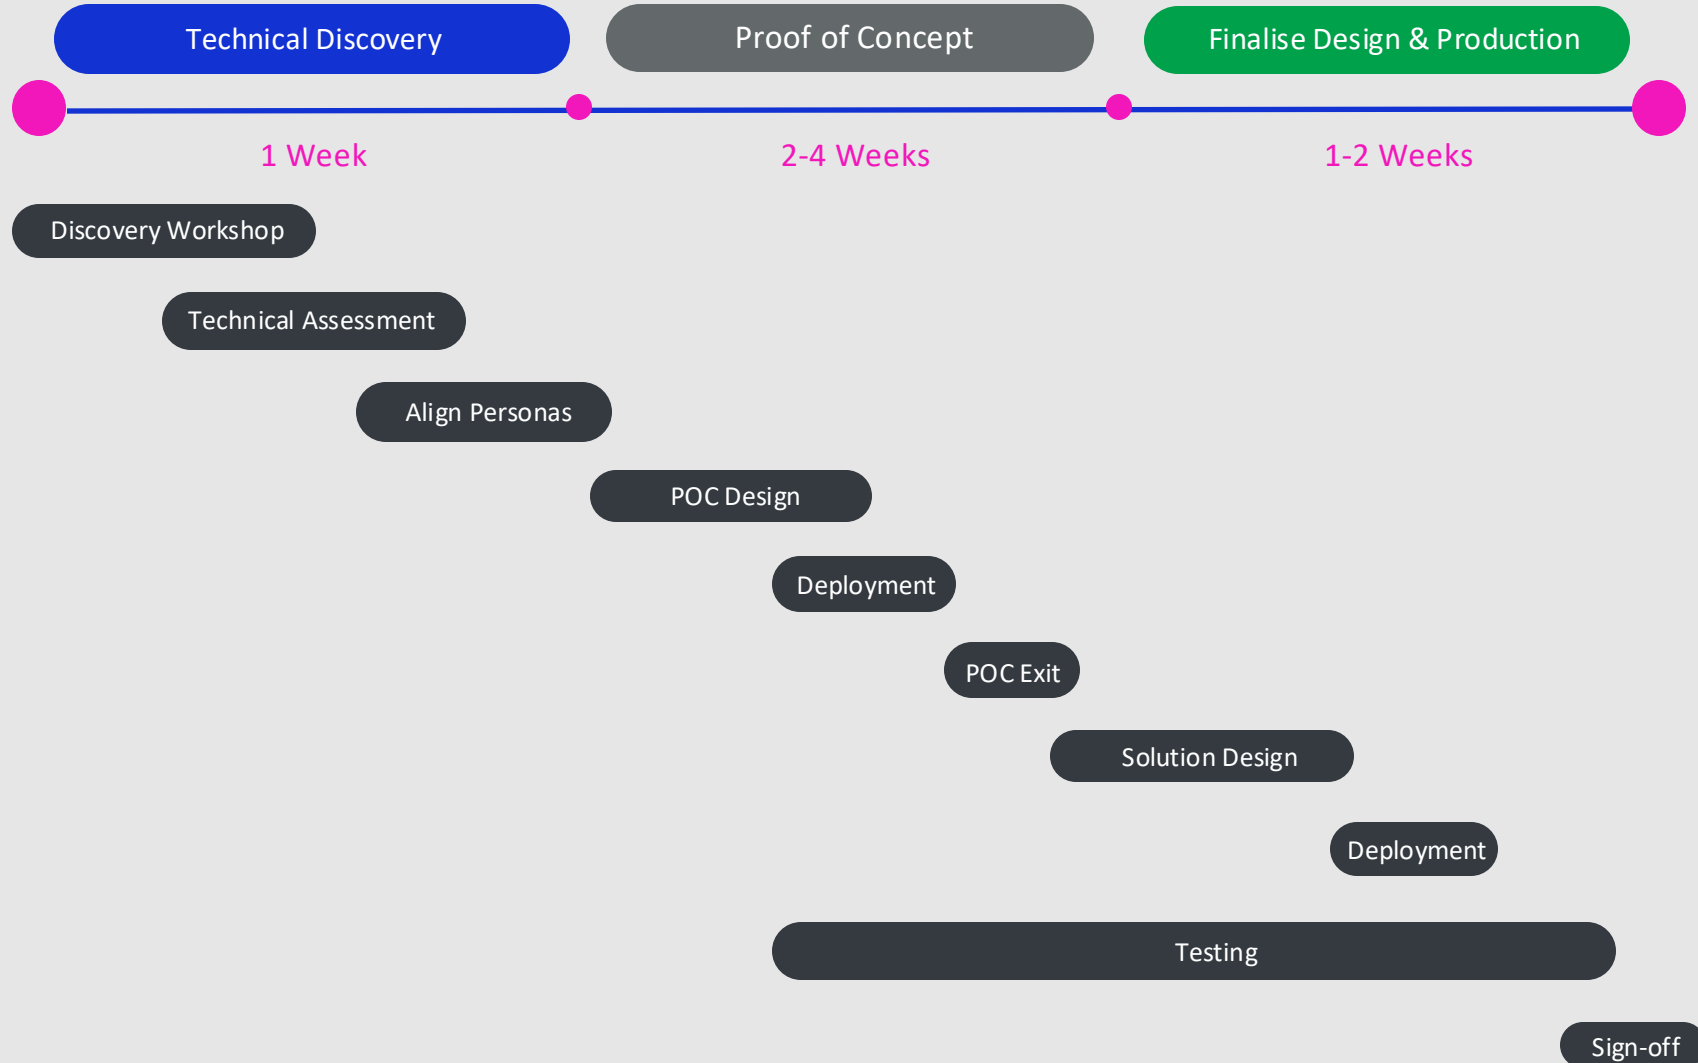 Technical Discovery
Proof of Concept
Finalise Design & Production
1 Week
2-4 Weeks
1-2 Weeks
Discovery Workshop
Technical Assessment
Align Personas
POC Design
Deployment
POC Exit
Solution Design
Deployment
Testing
Sign-off